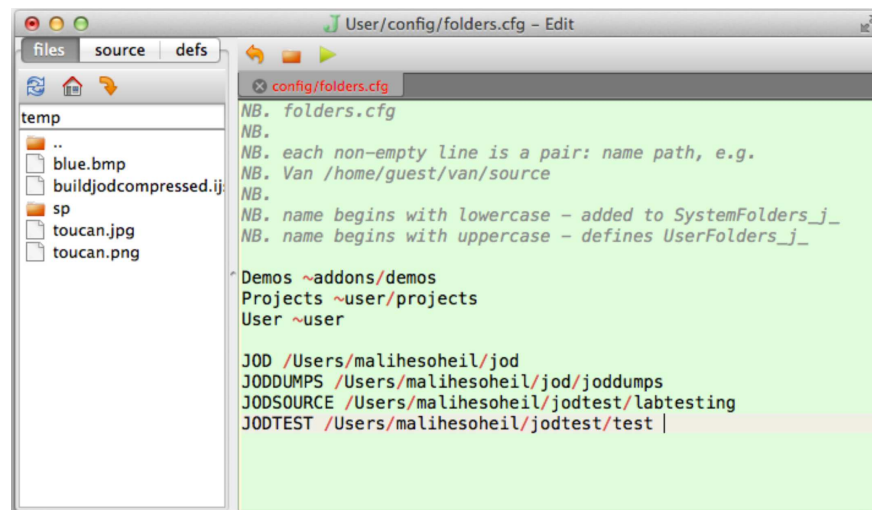 User/config/folders.cfg – Edit
files source defs
config/folders.cfg
temp
..
blue.bmp
buildjodcompressed.ij
sp
toucan.jpg
toucan.png
NB. folders.cfg
NB.
NB. each non-empty line is a pair: name path, e.g.
NB. Van /home/guest/van/source
NB.
NB. name begins with lowercase - added to SystemFolders_j_
NB. name begins with uppercase - defines UserFolders_j_
Demos ~addons/demos
Projects ~user/projects
User ~user
JOD /Users/malihesoheil/jod
JODDUMPS /Users/malihesoheil/jod/joddumps
JODSOURCE /Users/malihesoheil/jodtest/labtesting
JODTEST /Users/malihesoheil/jodtest/test